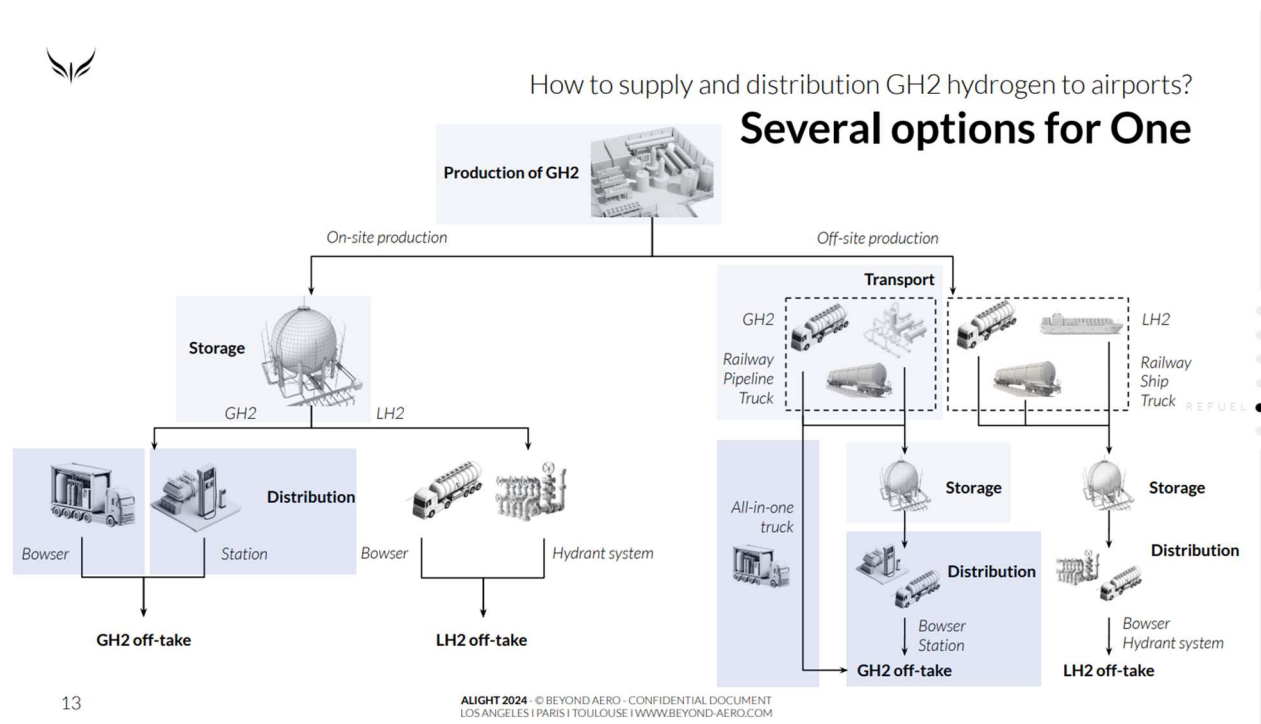 How to supply and distribution GH2 hydrogen to airports?
Several options for One
Production of GH2
On-site production
Off-site production
Transport
GH2
Railway
Pipeline
Truck
LH2
Railway
Ship
Truck
REFUEL
Storage
GH2
LH2
Distribution
Bowser
Station
Bowser
Hydrant system
GH2 off-take
LH2 off-take
All-in-one
truck
Storage
Distribution
Bowser
Station
GH2 off-take
Storage
Distribution
Bowser
Hydrant system
LH2 off-take
13
ALIGHT 2024 - © BEYOND AERO - CONFIDENTIAL DOCUMENT
LOS ANGELES I PARIS I TOULOUSE I WWW.BEYOND-AERO.COM